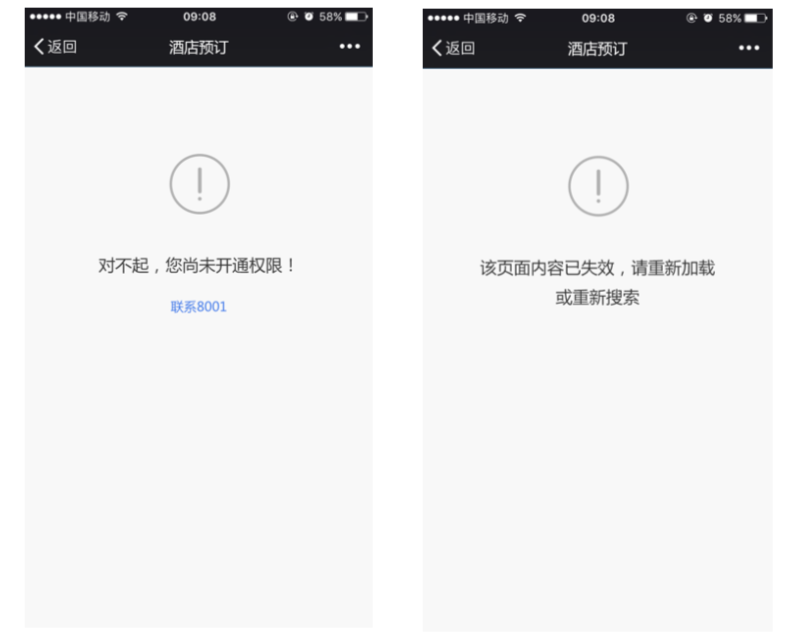 中国移动 09:08 58%
返回 酒店预订
对不起，您尚未开通权限！
联系8001
中国移动 09:08 58%
返回 酒店预订
该页面内容已失效，请重新加载
或重新搜索